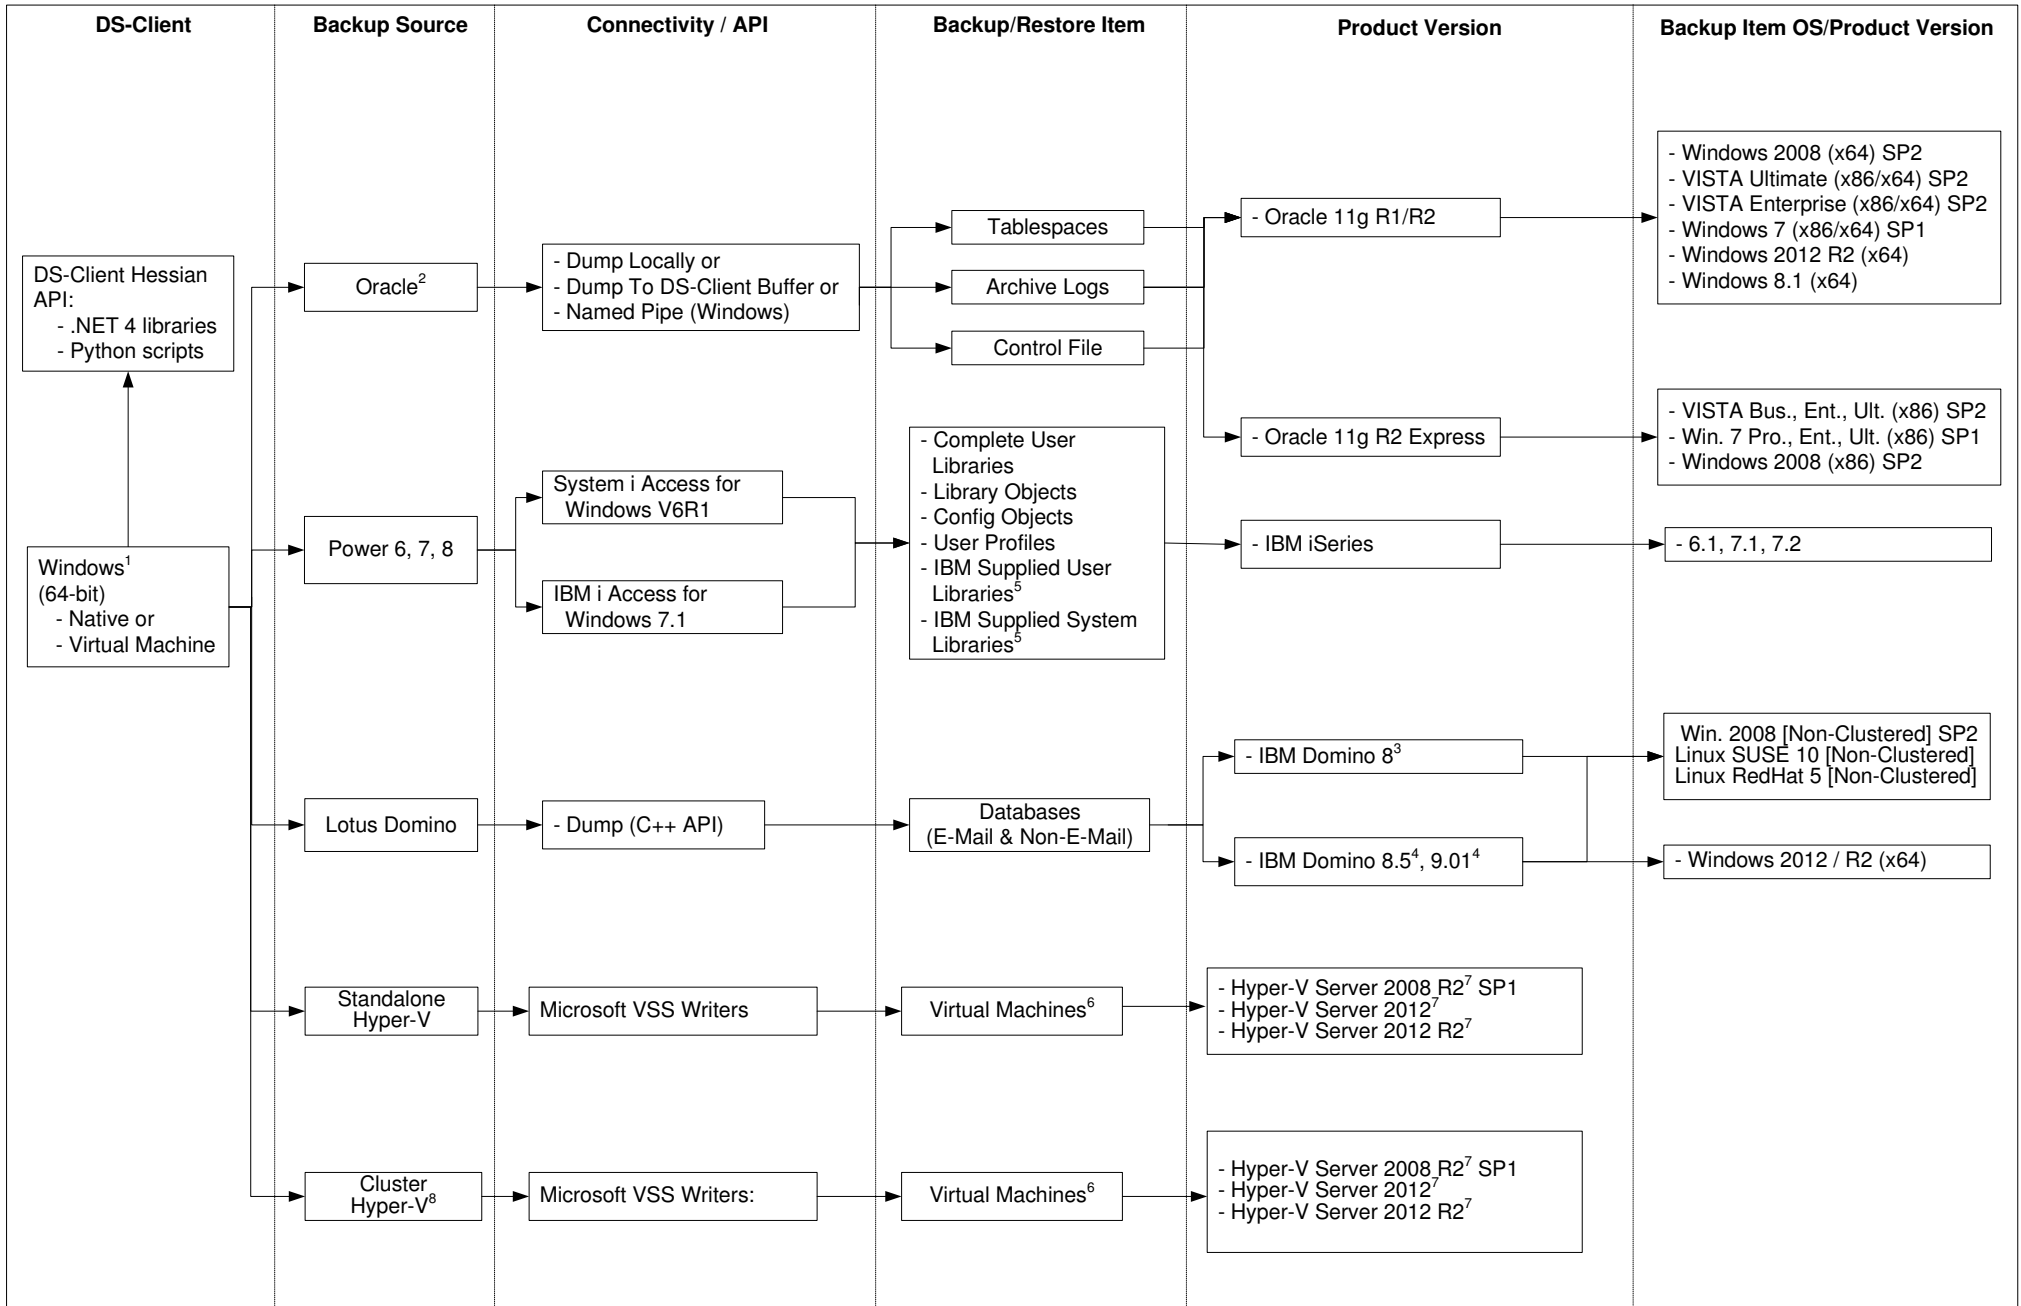 DS-Client
Backup Source
Connectivity / API
Backup/Restore Item
Product Version
Backup Item OS/Product Version
DS-Client Hessian
API:
- .NET 4 libraries
- Python scripts
Windows¹
(64-bit)
- Native or
- Virtual Machine
Oracle²
- Dump Locally or
- Dump To DS-Client Buffer or
- Named Pipe (Windows)
Tablespaces
Archive Logs
Control File
- Oracle 11g R1/R2
- Windows 2008 (x64) SP2
- VISTA Ultimate (x86/x64) SP2
- VISTA Enterprise (x86/x64) SP2
- Windows 7 (x86/x64) SP1
- Windows 2012 R2 (x64)
- Windows 8.1 (x64)
- Oracle 11g R2 Express
- VISTA Bus., Ent., Ult. (x86) SP2
- Win. 7 Pro., Ent., Ult. (x86) SP1
- Windows 2008 (x86) SP2
Power 6, 7, 8
System i Access for
Windows V6R1
IBM i Access for
Windows 7.1
- Complete User
Libraries
- Library Objects
- Config Objects
- User Profiles
- IBM Supplied User
Libraries⁵
- IBM Supplied System
Libraries⁵
- IBM iSeries
- 6.1, 7.1, 7.2
Lotus Domino
- Dump (C++ API)
Databases
(E-Mail & Non-E-Mail)
- IBM Domino 8³
Win. 2008 [Non-Clustered] SP2
Linux SUSE 10 [Non-Clustered]
Linux RedHat 5 [Non-Clustered]
- IBM Domino 8.5⁴, 9.01⁴
- Windows 2012 / R2 (x64)
Standalone
Hyper-V
Microsoft VSS Writers
Virtual Machines⁶
- Hyper-V Server 2008 R2⁷ SP1
- Hyper-V Server 2012⁷
- Hyper-V Server 2012 R2⁷
Cluster
Hyper-V⁸
Microsoft VSS Writers:
Virtual Machines⁶
- Hyper-V Server 2008 R2⁷ SP1
- Hyper-V Server 2012⁷
- Hyper-V Server 2012 R2⁷